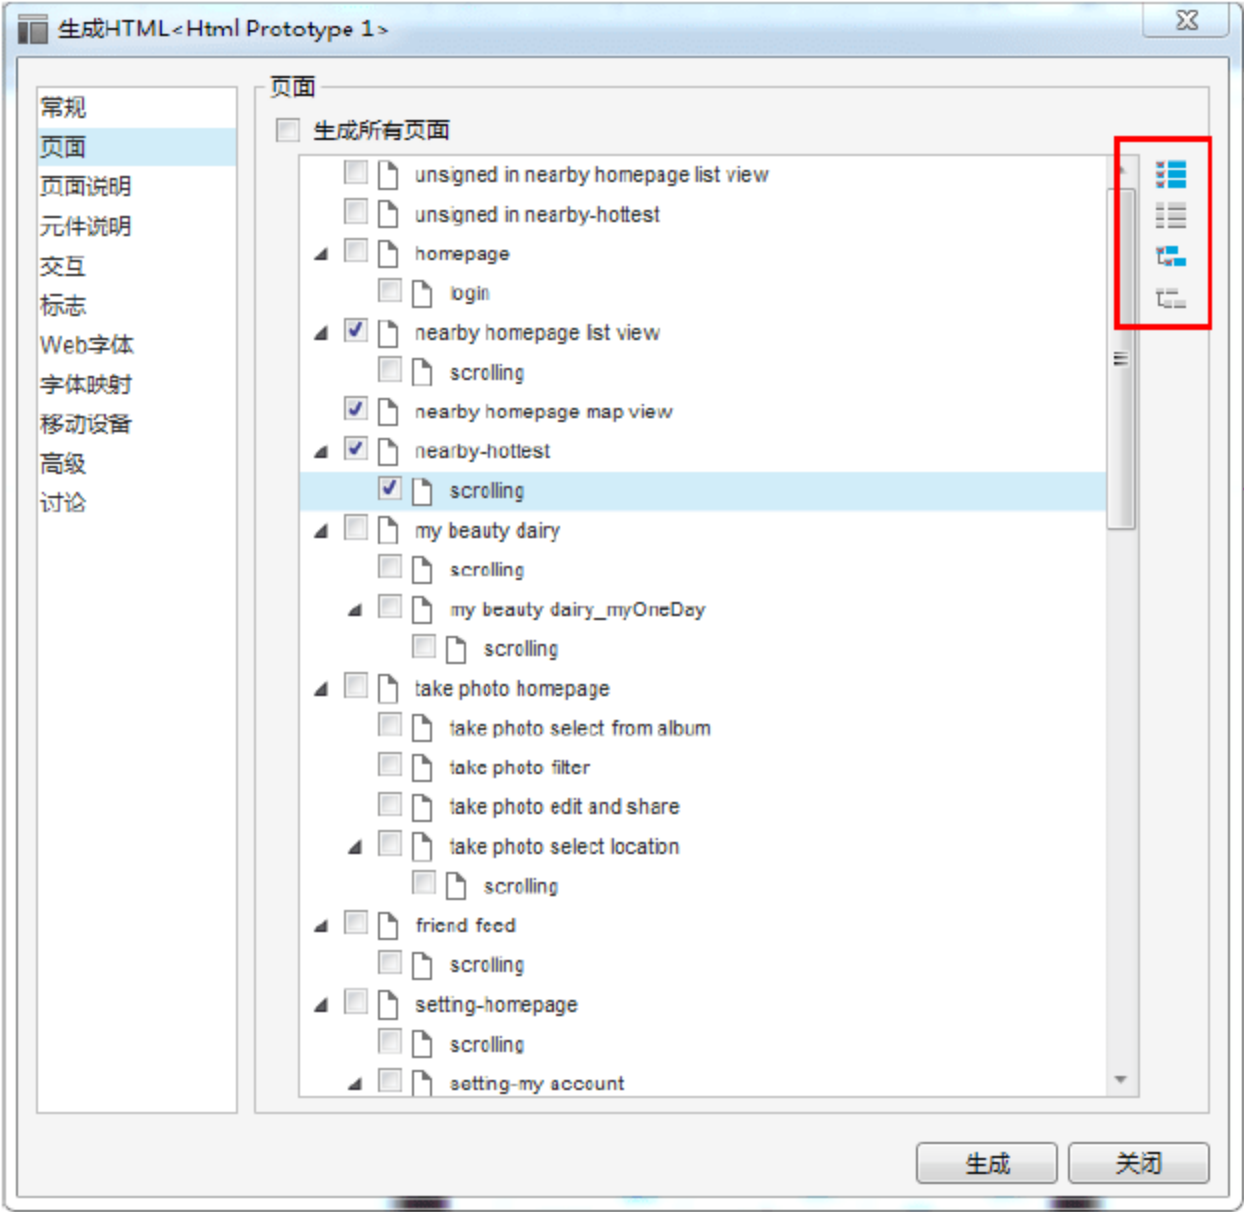 生成HTML<Html Prototype 1>
常规
页面
页面说明
元件说明
交互
标志
Web字体
字体映射
移动设备
高级
讨论
页面
生成所有页面
unsigned in nearby homepage list view
unsigned in nearby-hottest
homepage
login
nearby homepage list view
scrolling
nearby homepage map view
nearby-hottest
scrolling
my beauty dairy
scrolling
my beauty dairy_myOneDay
scrolling
take photo homepage
take photo select from album
take photo filter
take photo edit and share
take photo select location
scrolling
friend feed
scrolling
setting-homepage
scrolling
setting-my account
生成
关闭